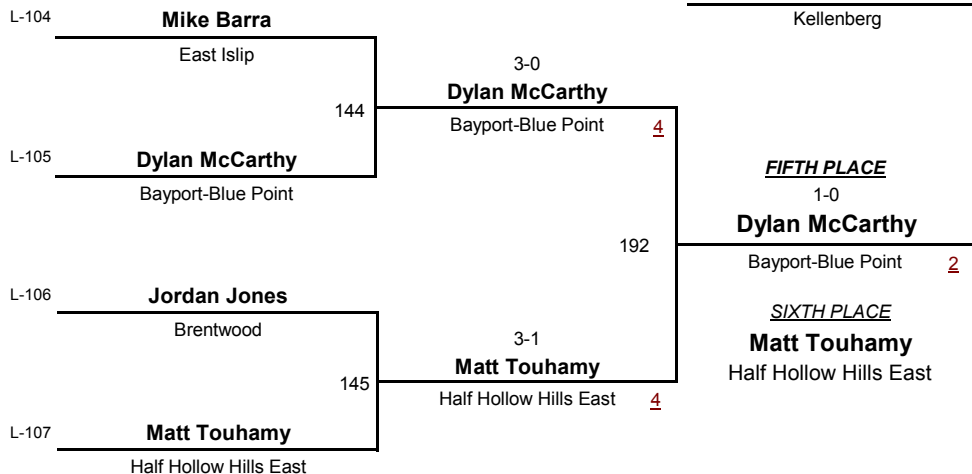 L-104
Mike Barra
East Islip
Kellenberg
3-0
Dylan McCarthy
144
Bayport-Blue Point 4
L-105
Dylan McCarthy
Bayport-Blue Point
FIFTH PLACE
1-0
Dylan McCarthy
192
Bayport-Blue Point 2
L-106
Jordan Jones
Brentwood
SIXTH PLACE
Matt Touhamy
Half Hollow Hills East
3-1
Matt Touhamy
145
Half Hollow Hills East 4
L-107
Matt Touhamy
Half Hollow Hills East